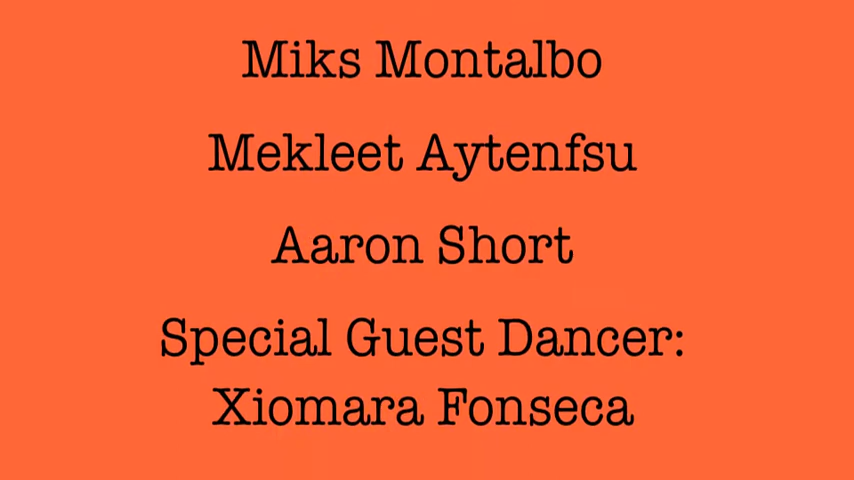 Miks Montalbo
Mekleet Aytenfsu
Aaron Short
Special Guest Dancer:
Xiomara Fonseca